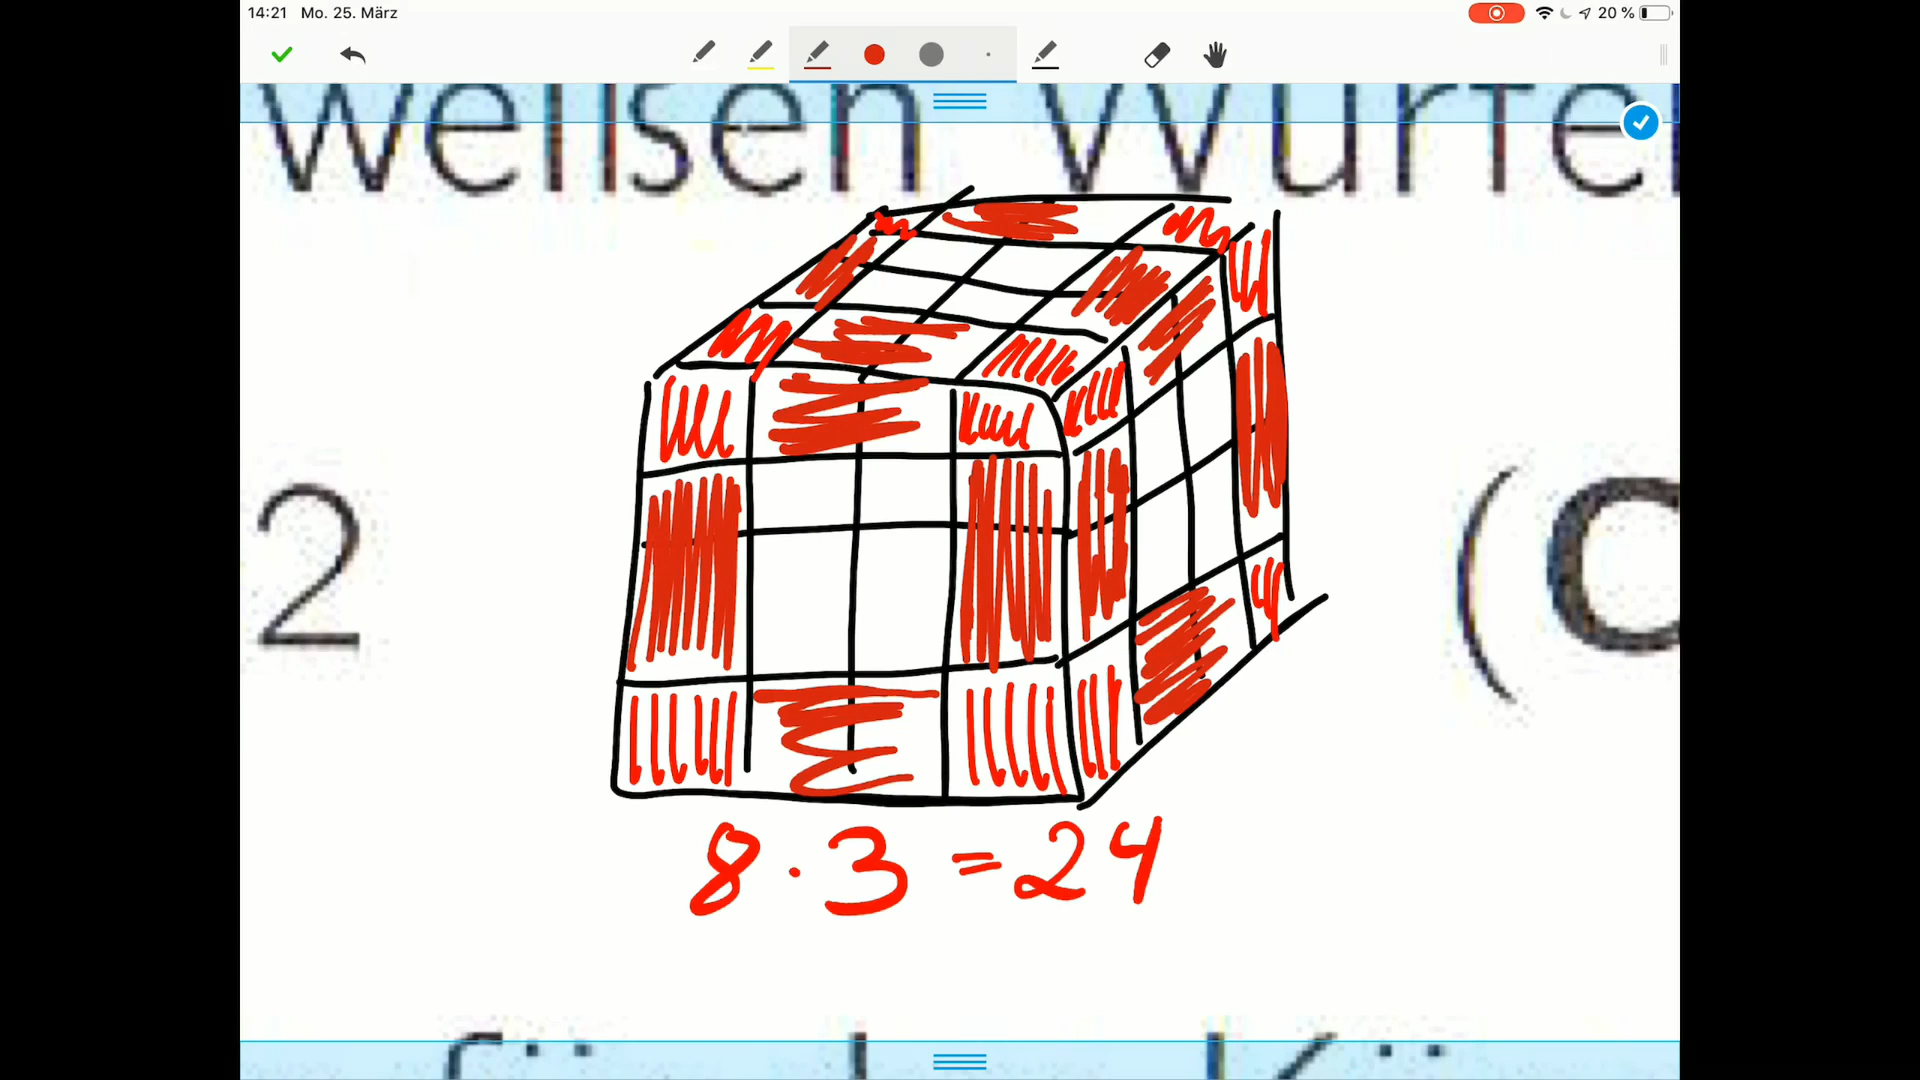 14:21 Mo. 25. März 20 %
weißen Würfel
2 (C
8 · 3 = 24